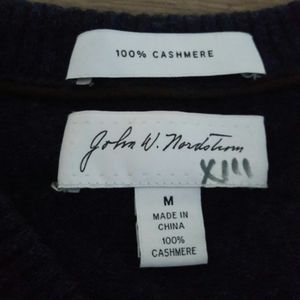 100% CASHMERE
John W. Nordstrom
XIII
M
MADE IN
CHINA
100%
CASHMERE